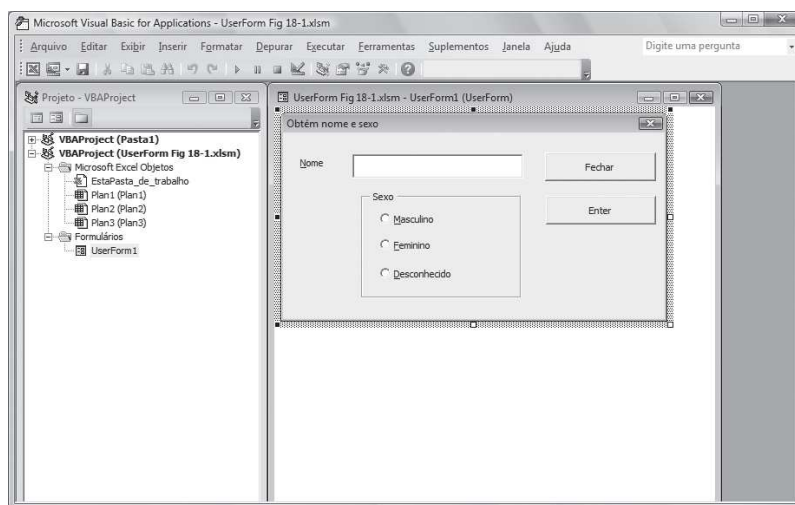 Microsoft Visual Basic for Applications - UserForm Fig 18-1.xlsm
Arquivo Editar Exibir Inserir Formatar Depurar Executar Ferramentas Suplementos Janela Ajuda Digite uma pergunta
Projeto - VBAProject
VBAProject (Pasta1)
VBAProject (UserForm Fig 18-1.xlsm)
Microsoft Excel Objetos
EstaPasta_de_trabalho
Plan1 (Plan1)
Plan2 (Plan2)
Plan3 (Plan3)
Formulários
UserForm1
UserForm Fig 18-1.xlsm - UserForm1 (UserForm)
Obtém nome e sexo
Nome
Fechar
Sexo
Masculino
Enter
Feminino
Desconhecido